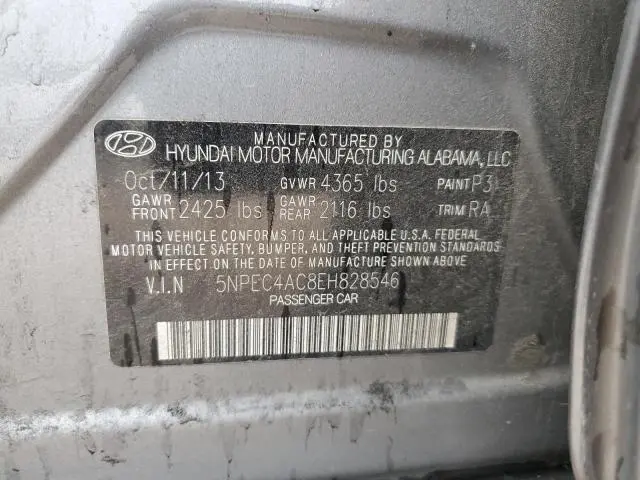 MANUFACTURED BY
HYUNDAI MOTOR MANUFACTURING ALABAMA, LLC
Oct/11/13 GVWR 4365 lbs PAINT P3
GAWR FRONT 2425 lbs GAWR REAR 2116 lbs TRIM RA
THIS VEHICLE CONFORMS TO ALL APPLICABLE U.S.A. FEDERAL
MOTOR VEHICLE SAFETY, BUMPER, AND THEFT PREVENTION STANDARDS
IN EFFECT ON THE DATE OF MANUFACTURE SHOWN ABOVE
V.I.N 5NPEC4AC8EH828546
PASSENGER CAR